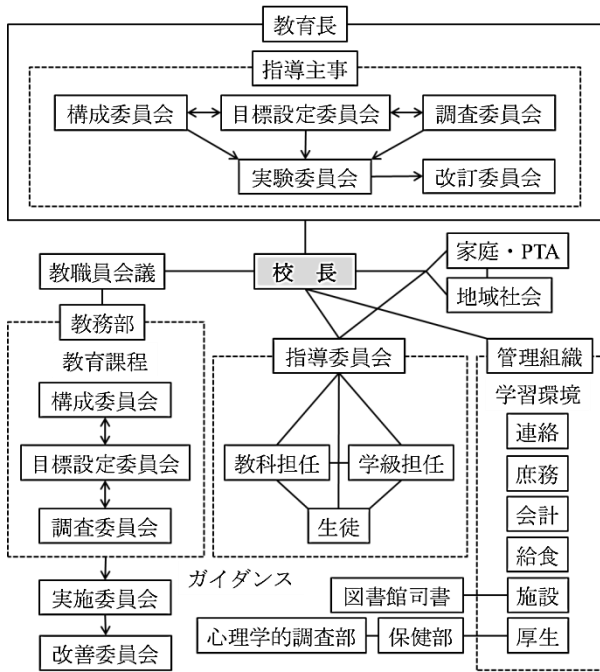 教育長
指導主事
構成委員会
目標設定委員会
調査委員会
実験委員会
改訂委員会
教職員会議
校 長
家庭・PTA
地域社会
教務部
教育課程
構成委員会
目標設定委員会
調査委員会
実施委員会
改善委員会
指導委員会
教科担任
学級担任
生徒
ガイダンス
管理組織
学習環境
連絡
庶務
会計
給食
図書館司書
施設
心理学的調査部
保健部
厚生